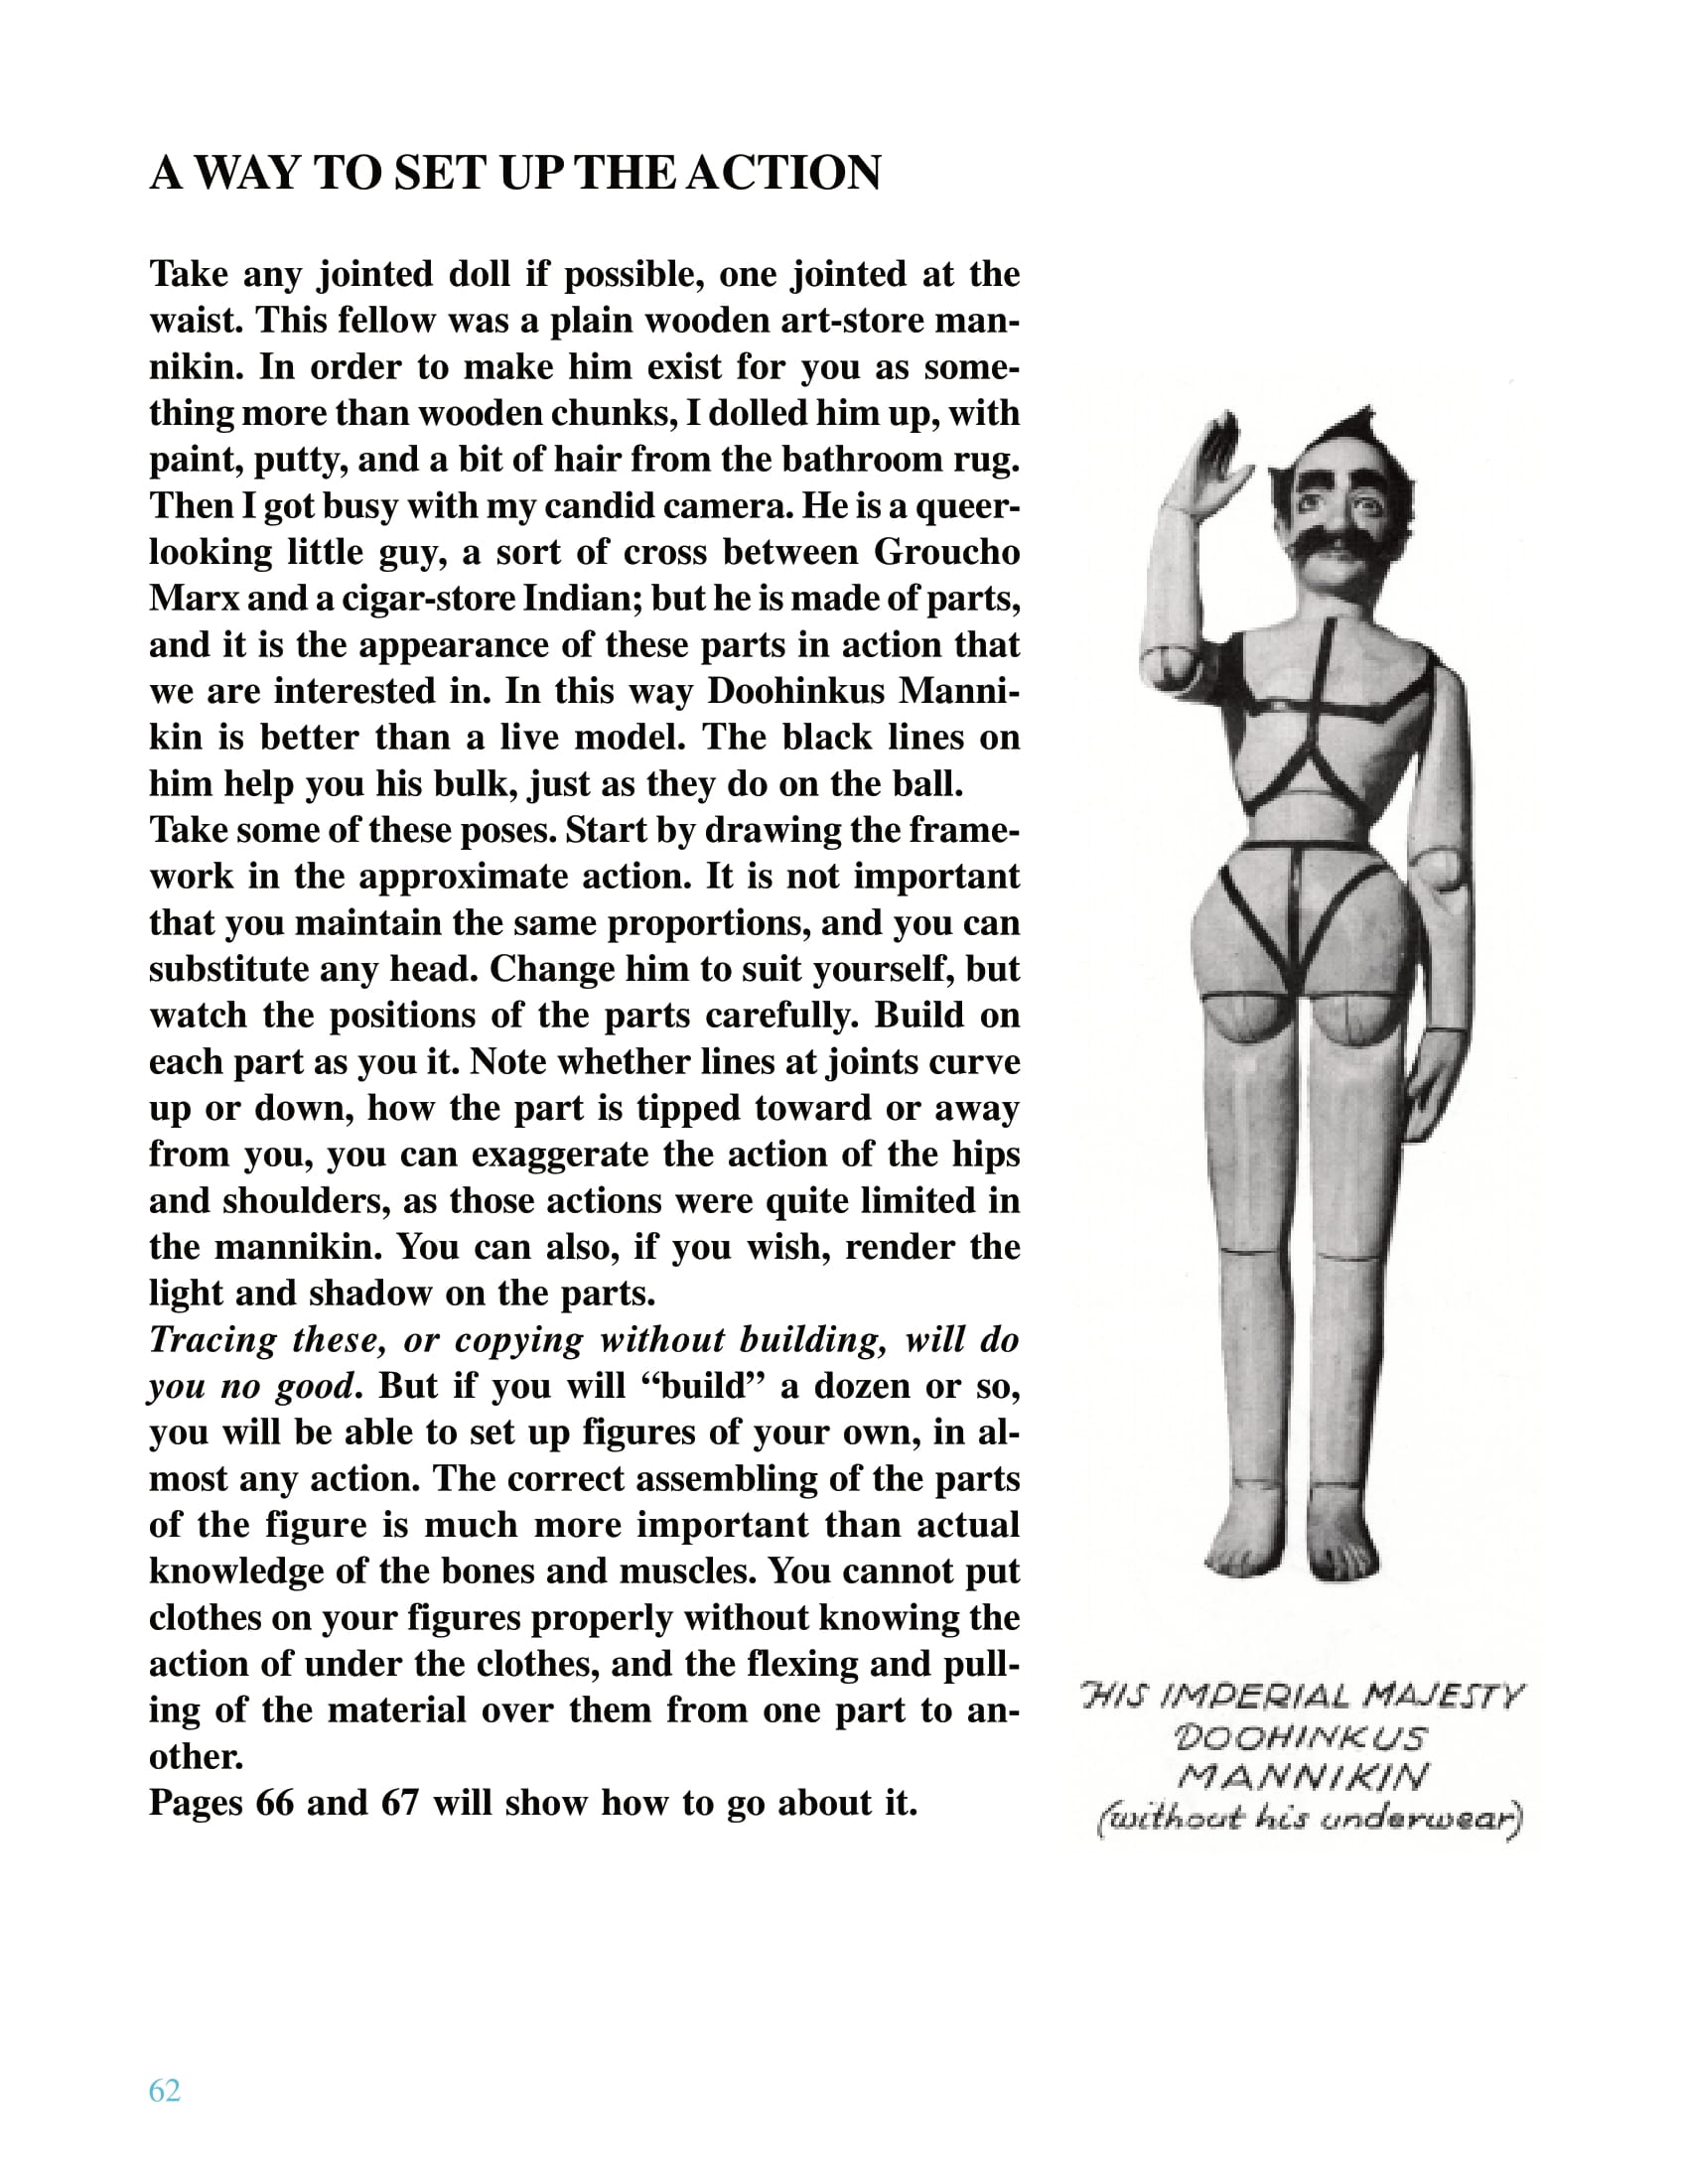 A WAY TO SET UP THE ACTION
Take any jointed doll if possible, one jointed at the
waist. This fellow was a plain wooden art-store man-
nikin. In order to make him exist for you as some-
thing more than wooden chunks, I dolled him up, with
paint, putty, and a bit of hair from the bathroom rug.
Then I got busy with my candid camera. He is a queer-
looking little guy, a sort of cross between Groucho
Marx and a cigar-store Indian; but he is made of parts,
and it is the appearance of these parts in action that
we are interested in. In this way Doohinkus Manni-
kin is better than a live model. The black lines on
him help you his bulk, just as they do on the ball.
Take some of these poses. Start by drawing the frame-
work in the approximate action. It is not important
that you maintain the same proportions, and you can
substitute any head. Change him to suit yourself, but
watch the positions of the parts carefully. Build on
each part as you it. Note whether lines at joints curve
up or down, how the part is tipped toward or away
from you, you can exaggerate the action of the hips
and shoulders, as those actions were quite limited in
the mannikin. You can also, if you wish, render the
light and shadow on the parts.
Tracing these, or copying without building, will do
you no good. But if you will “build” a dozen or so,
you will be able to set up figures of your own, in al-
most any action. The correct assembling of the parts
of the figure is much more important than actual
knowledge of the bones and muscles. You cannot put
clothes on your figures properly without knowing the
action of under the clothes, and the flexing and pull-
ing of the material over them from one part to an-
other.
Pages 66 and 67 will show how to go about it.
HIS IMPERIAL MAJESTY
DOOHINKUS
MANNIKIN
(without his underwear)
62